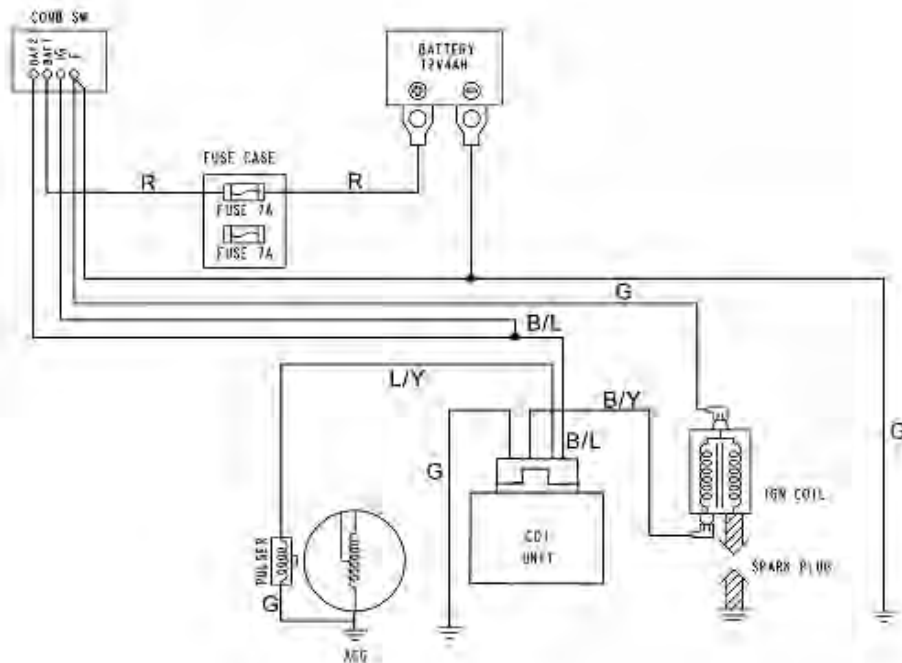 COMB SW
BAT2
BAT1
IG
E
BATTERY
12V4AH
FUSE CASE
R
R
FUSE 7A
FUSE 7A
G
B/L
L/Y
B/Y
G
B/L
G
IGN COIL
CDI
UNIT
PULSER
SPARK PLUG
G
ACG